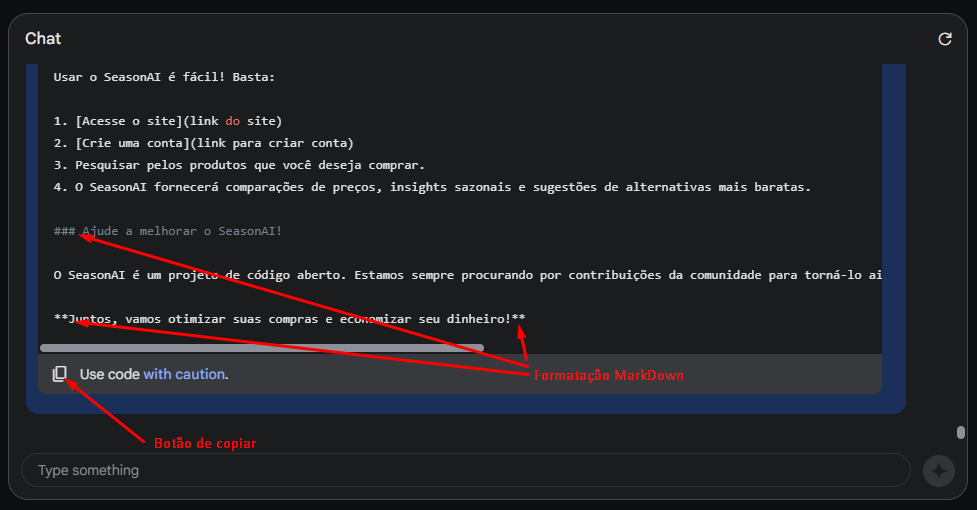 Chat
Usar o SeasonAI é fácil! Basta:
1. [Acesse o site](link do site)
2. [Crie uma conta](link para criar conta)
3. Pesquisar pelos produtos que você deseja comprar.
4. O SeasonAI fornecerá comparações de preços, insights sazonais e sugestões de alternativas mais baratas.
### Ajude a melhorar o SeasonAI!
O SeasonAI é um projeto de código aberto. Estamos sempre procurando por contribuições da comunidade para torná-lo ai
**Juntos, vamos otimizar suas compras e economizar seu dinheiro!**
Use code with caution.
Formatação MarkDown
Botão de copiar
Type something